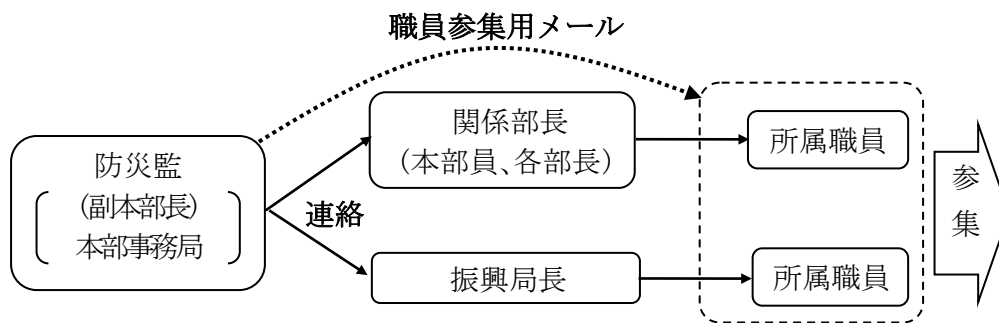 職員参集用メール
防災監
(副本部長)
本部事務局
連絡
関係部長
(本部員、各部長)
振興局長
所属職員
所属職員
参
集